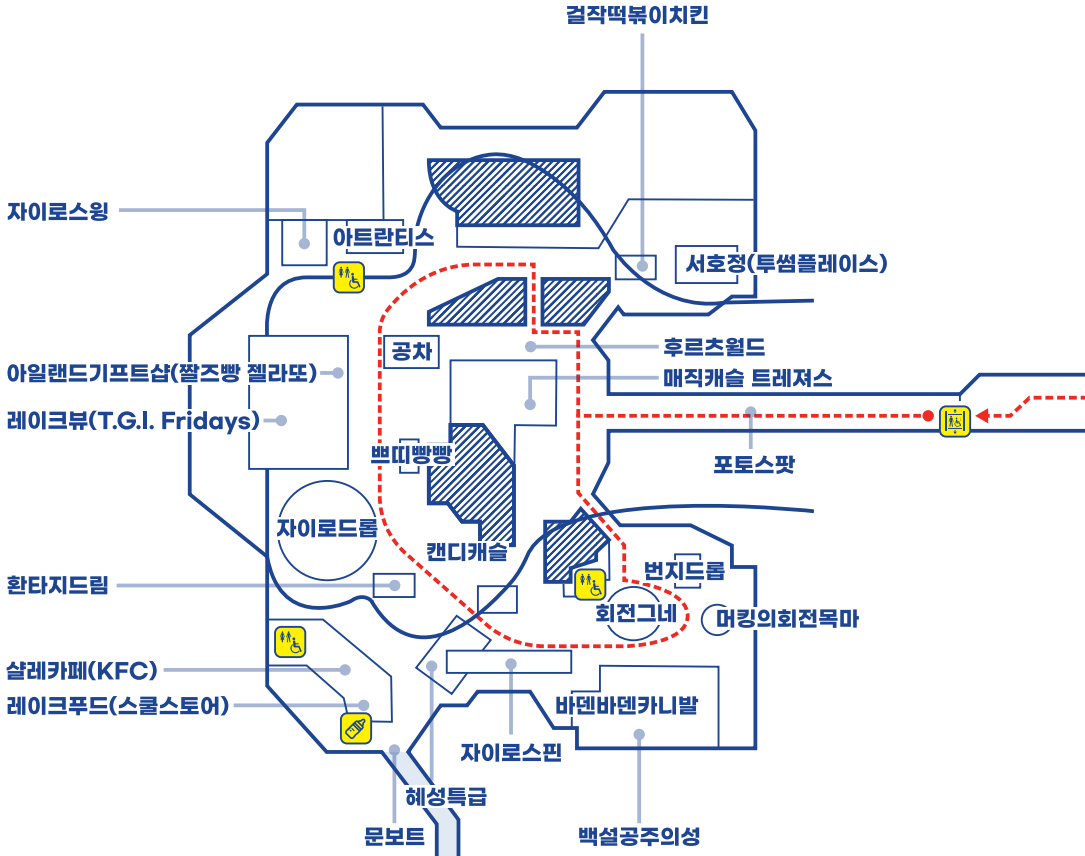 걸작떡볶이치킨
자이로스윙
아트란티스
서호정(투썸플레이스)
공차
후르츠월드
아일랜드기프트샵(짤즈빵 젤라또)
매직캐슬 트레져스
레이크뷰(T.G.I. Fridays)
쁘띠빵빵
포토스팟
자이로드롭
캔디캐슬
환타지드림
번지드롭
회전그네
머킹의회전목마
샬레카페(KFC)
레이크푸드(스쿨스토어)
바덴바덴카니발
자이로스핀
혜성특급
문보트
백설공주의성